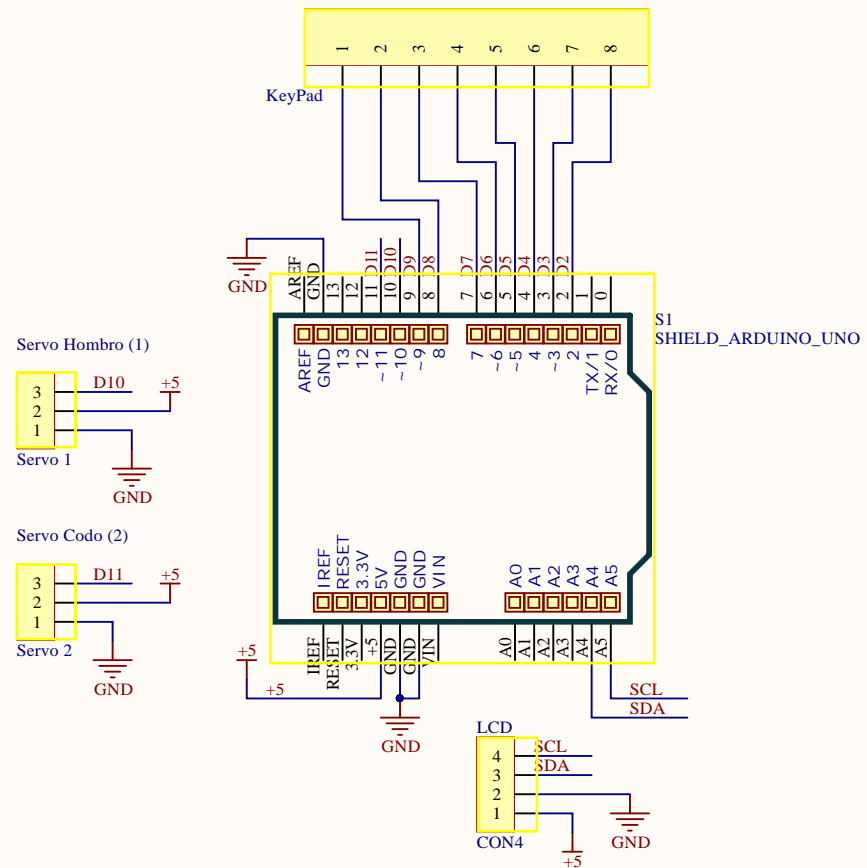 1 2 3 4 5 6 7 8
KeyPad
GND
AREF GND 13 12 11 10 9 8 7 6 5 4 3 2 1 0
D11 D10 D9 D8 D7 D6 D5 D4 D3 D2
S1
SHIELD_ARDUINO_UNO
AREF GND 13 12 ~11 ~10 ~9 8 7 ~6 ~5 4 ~3 2 TX/1 RX/0
Servo Hombro (1)
3 D10 +5
2
1
Servo 1
GND
Servo Codo (2)
3 D11 +5
2
1
Servo 2
GND
IREF RESET 3.3V 5V GND GND VIN A0 A1 A2 A3 A4 A5
IREF RESET 3.3V +5 GND GND VIN A0 A1 A2 A3 A4 A5
+5
+5
GND
SCL
SDA
LCD
4 SCL
3 SDA
2
1
CON4
GND
+5